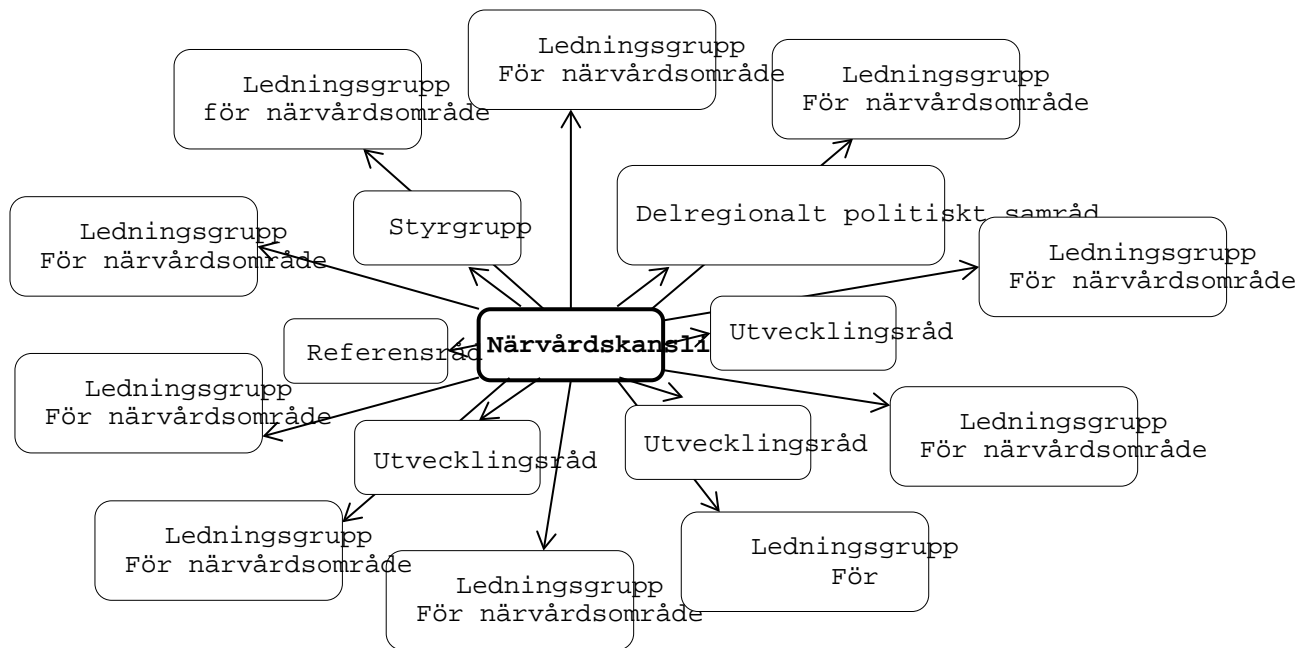 Ledningsgrupp
För närvårdsområde
Ledningsgrupp
för närvårdsområde
Ledningsgrupp
För närvårdsområde
Styrgrupp
Delregionalt politiskt samråd
Ledningsgrupp
För närvårdsområde
Ledningsgrupp
För närvårdsområde
Referensråd
Närvårdskansli
Utvecklingsråd
Ledningsgrupp
För närvårdsområde
Utvecklingsråd
Utvecklingsråd
Ledningsgrupp
För närvårdsområde
Ledningsgrupp
För närvårdsområde
Ledningsgrupp
För närvårdsområde
Ledningsgrupp
För